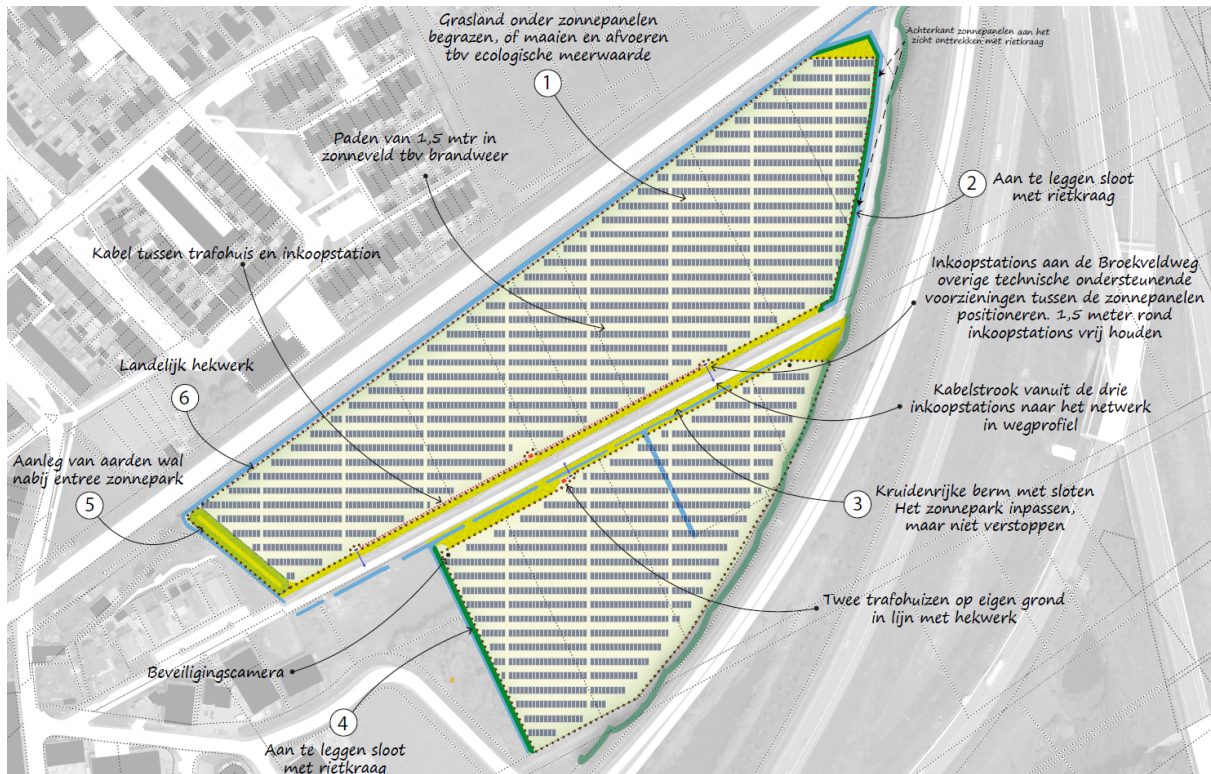 Grasland onder zonnepanelen
begrazen, of maaien en afvoeren
tbv ecologische meerwaarde
1
Achterkant zonnepanelen aan het
zicht onttrekken met rietkraag
Paden van 1,5 mtr in
zonneveld tbv brandweer
2
Aan te leggen sloot
met rietkraag
Kabel tussen trafohuis en inkoopstation
Inkoopstations aan de Broekveldweg
overige technische ondersteunende
voorzieningen tussen de zonnepanelen
positioneren. 1,5 meter rond
inkoopstations vrij houden
Landelijk hekwerk
6
Kabelstrook vanuit de drie
inkoopstations naar het netwerk
in wegprofiel
Aanleg van aarden wal
nabij entree zonnepark
5
3
Kruidenrijke berm met sloten
Het zonnepark inpassen,
maar niet verstoppen
Twee trafohuizen op eigen grond
in lijn met hekwerk
Beveiligingscamera
4
Aan te leggen sloot
met rietkraag